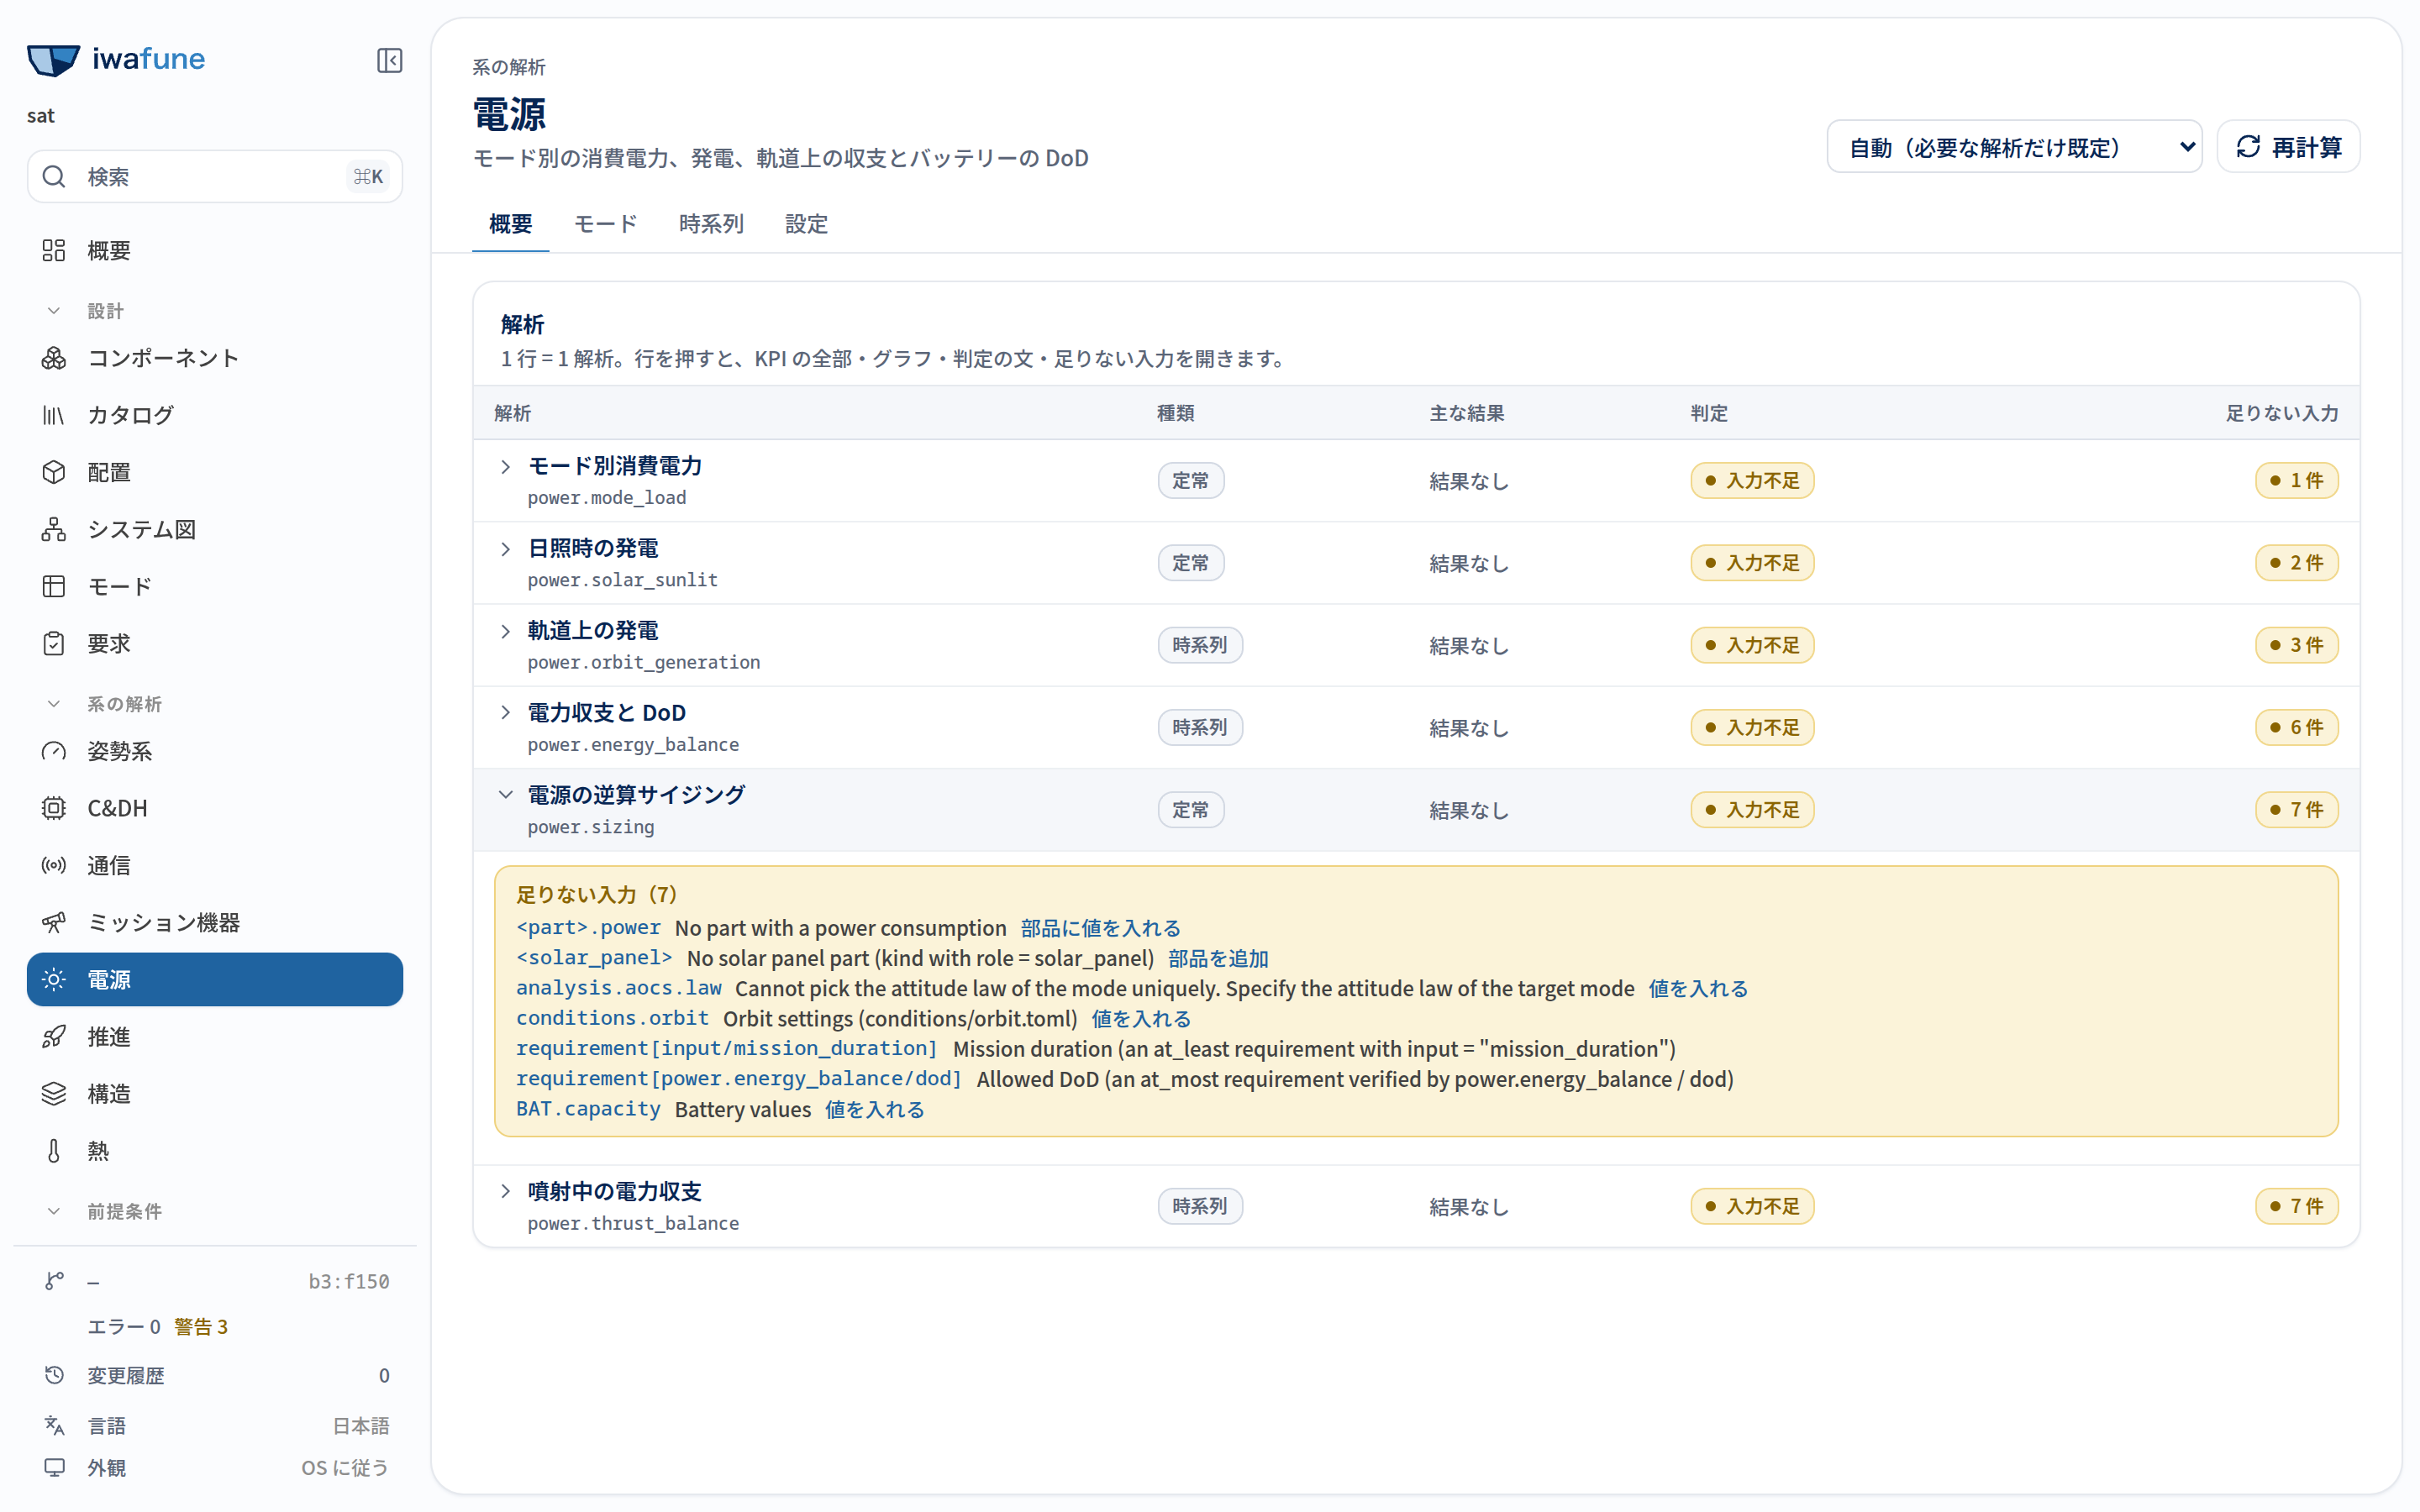 iwafune
sat
検索 ⌘K
概要
設計
コンポーネント
カタログ
配置
システム図
モード
要求
系の解析
姿勢系
C&DH
通信
ミッション機器
電源
推進
構造
熱
前提条件
– b3:f150
エラー 0 警告 3
変更履歴 0
言語 日本語
外観 OS に従う
系の解析
電源
モード別の消費電力、発電、軌道上の収支とバッテリーの DoD
自動（必要な解析だけ既定） 再計算
概要 モード 時系列 設定
解析
1 行 = 1 解析。行を押すと、KPI の全部・グラフ・判定の文・足りない入力を開きます。
解析 種類 主な結果 判定 足りない入力
モード別消費電力 定常 結果なし 入力不足 1 件
power.mode_load
日照時の発電 定常 結果なし 入力不足 2 件
power.solar_sunlit
軌道上の発電 時系列 結果なし 入力不足 3 件
power.orbit_generation
電力収支と DoD 時系列 結果なし 入力不足 6 件
power.energy_balance
電源の逆算サイジング 定常 結果なし 入力不足 7 件
power.sizing
足りない入力（7）
<part>.power No part with a power consumption 部品に値を入れる
<solar_panel> No solar panel part (kind with role = solar_panel) 部品を追加
analysis.aocs.law Cannot pick the attitude law of the mode uniquely. Specify the attitude law of the target mode 値を入れる
conditions.orbit Orbit settings (conditions/orbit.toml) 値を入れる
requirement[input/mission_duration] Mission duration (an at_least requirement with input = "mission_duration")
requirement[power.energy_balance/dod] Allowed DoD (an at_most requirement verified by power.energy_balance / dod)
BAT.capacity Battery values 値を入れる
噴射中の電力収支 時系列 結果なし 入力不足 7 件
power.thrust_balance